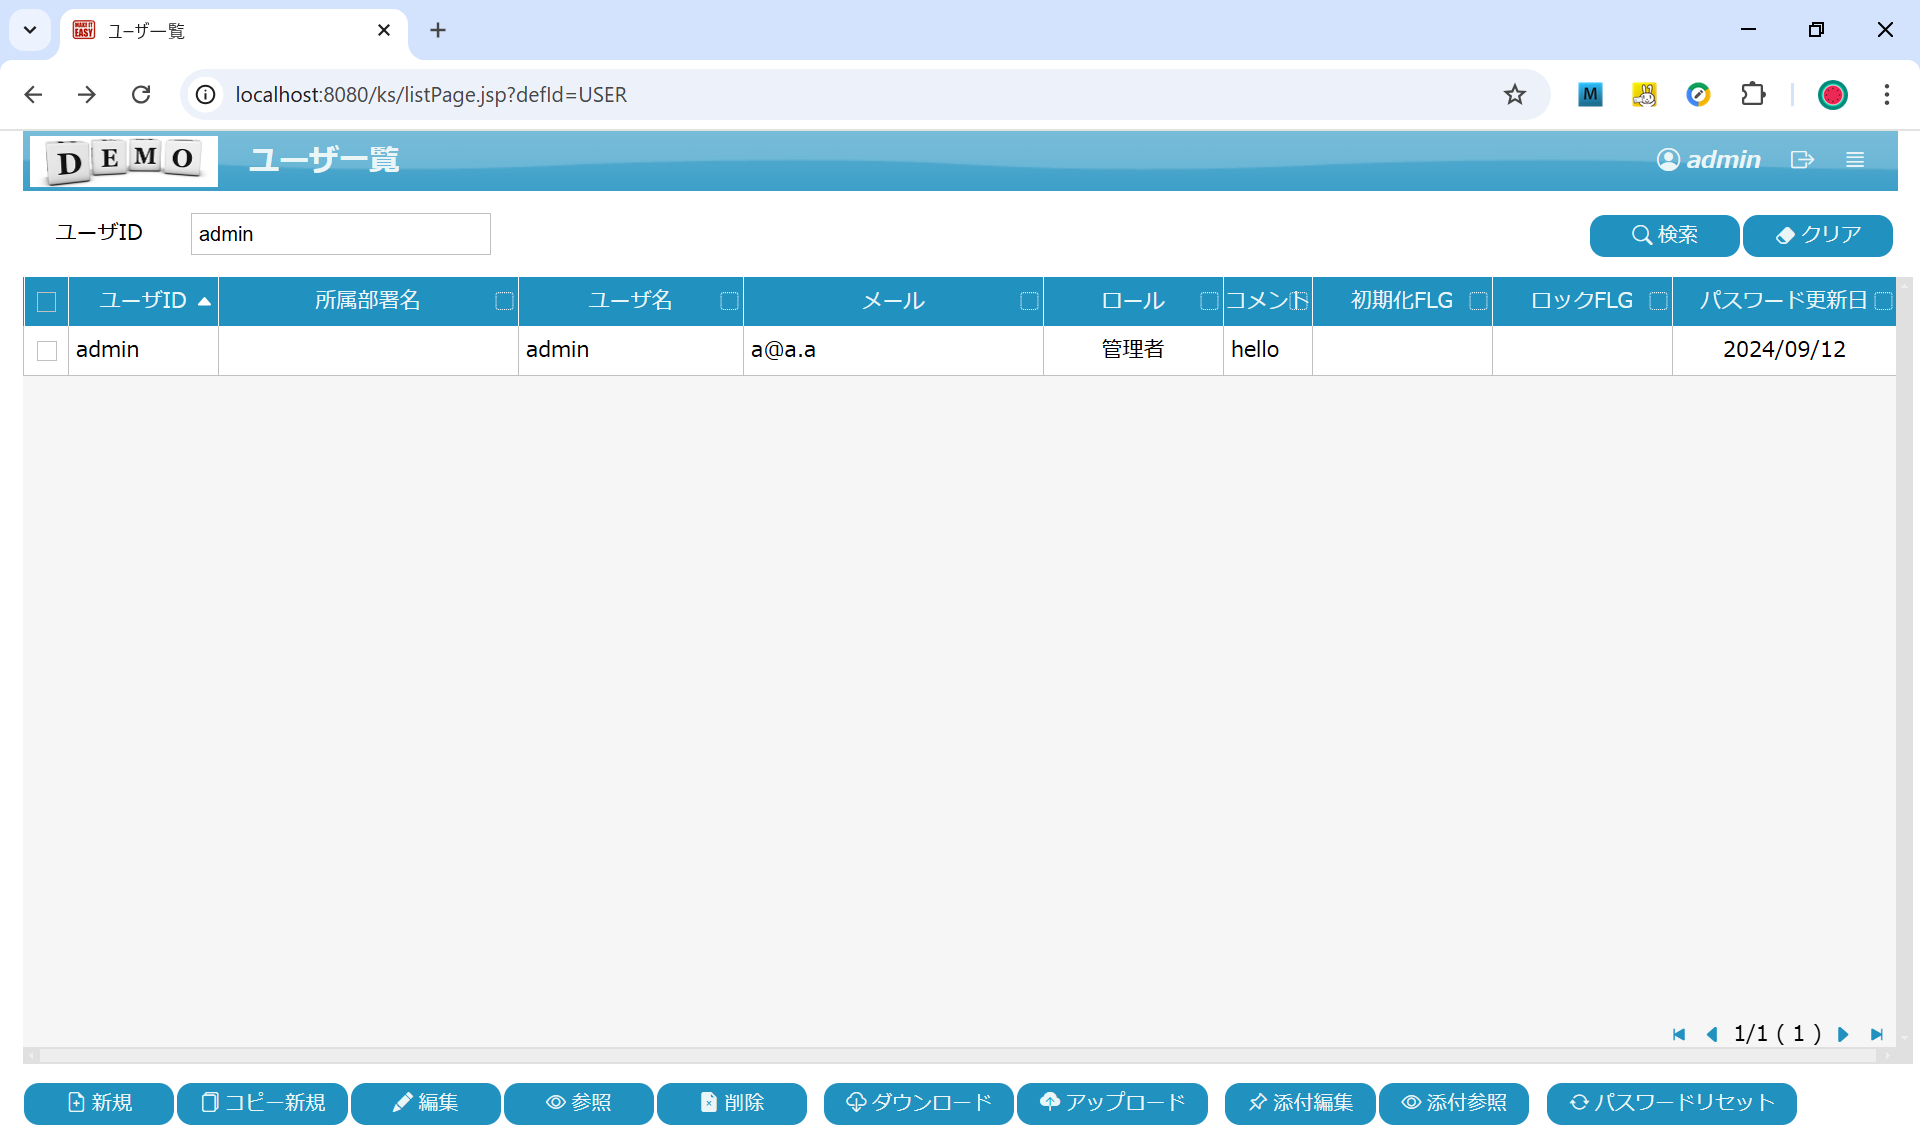 MAKE IT EASY ユーザ一覧
localhost:8080/ks/listPage.jsp?defId=USER
M
DEMO ユーザ一覧 admin
ユーザID admin 検索 クリア
ユーザID 所属部署名 ユーザ名 メール ロール コメント 初期化FLG ロックFLG パスワード更新日
admin admin a@a.a 管理者 hello 2024/09/12
1/1 ( 1 )
新規 コピー新規 編集 参照 削除 ダウンロード アップロード 添付編集 添付参照 パスワードリセット